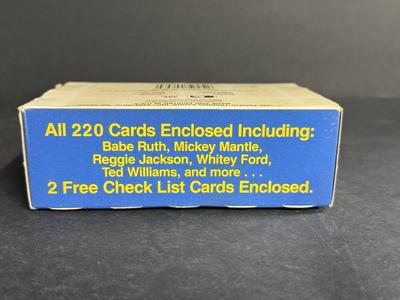 All 220 Cards Enclosed Including:
Babe Ruth, Mickey Mantle,
Reggie Jackson, Whitey Ford,
Ted Williams, and more . . .
2 Free Check List Cards Enclosed.